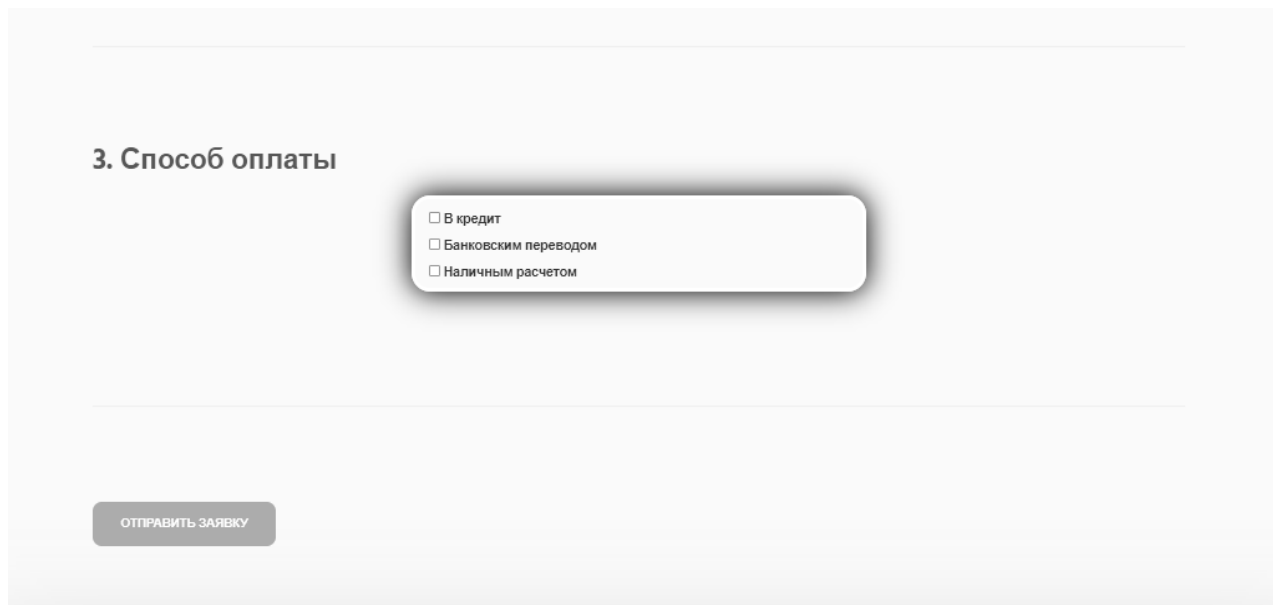 3. Способ оплаты
В кредит
Банковским переводом
Наличным расчетом
ОТПРАВИТЬ ЗАЯВКУ